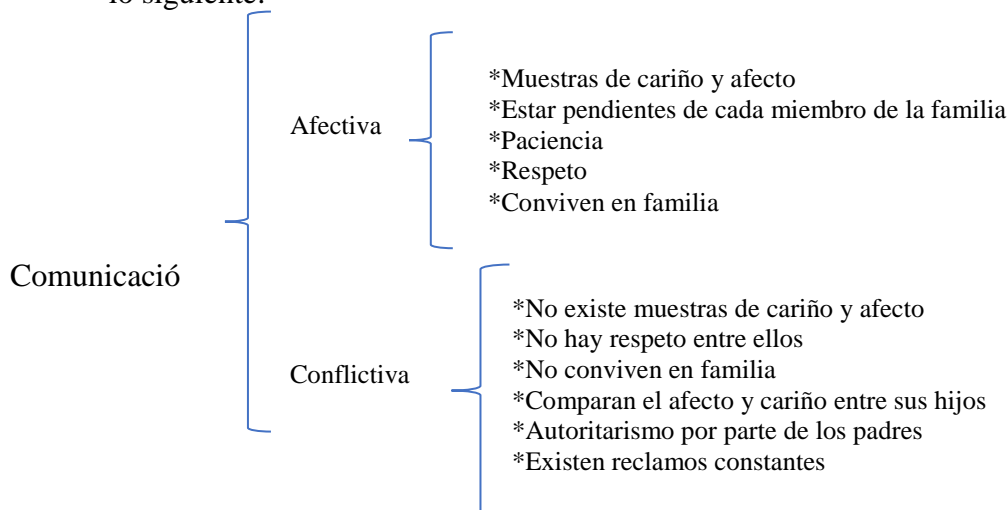 lo siguiente:
Afectiva
*Muestras de cariño y afecto
*Estar pendientes de cada miembro de la familia
*Paciencia
*Respeto
*Conviven en familia
Comunicació
Conflictiva
*No existe muestras de cariño y afecto
*No hay respeto entre ellos
*No conviven en familia
*Comparan el afecto y cariño entre sus hijos
*Autoritarismo por parte de los padres
*Existen reclamos constantes